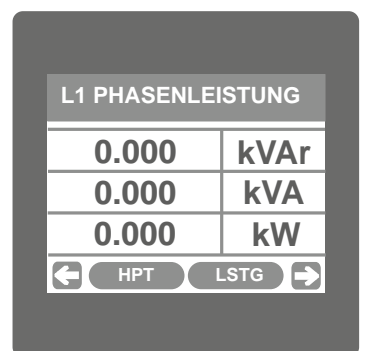 L1 PHASENLEISTUNG
0.000 kVAr
0.000 kVA
0.000 kW
HPT LSTG